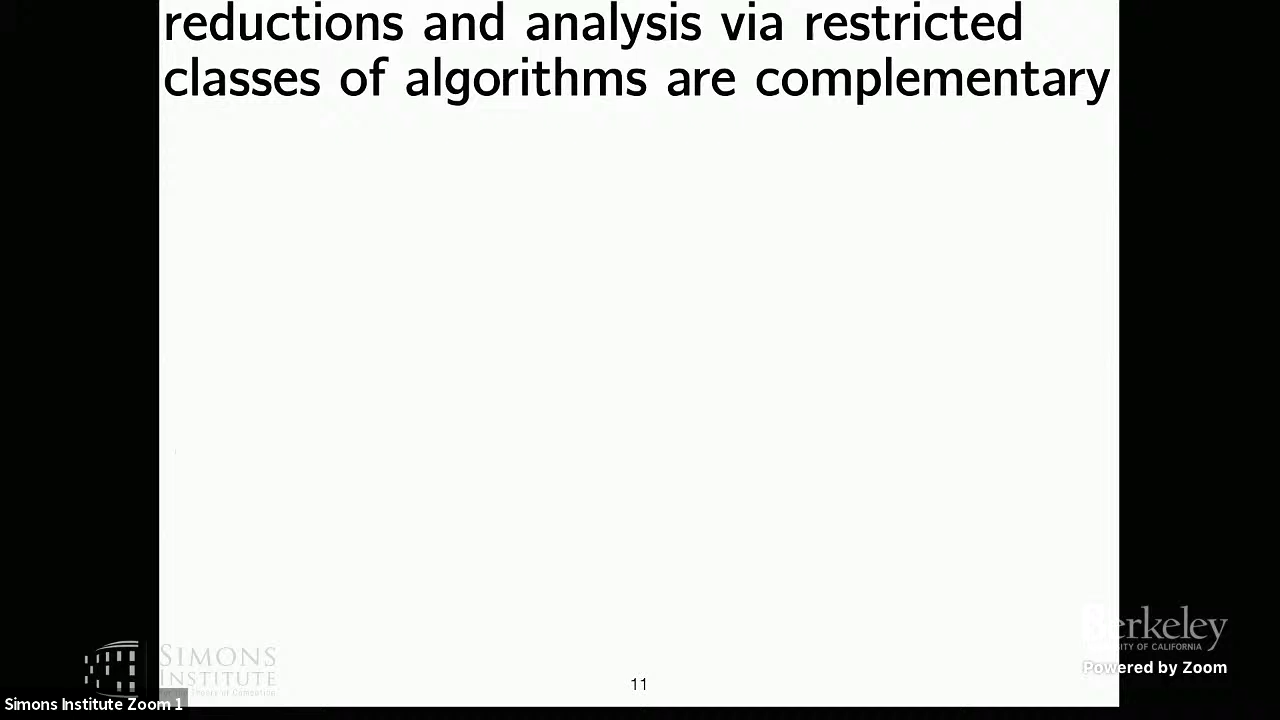 reductions and analysis via restricted
classes of algorithms are complementary
SIMONS
INSTITUTE
Berkeley
Powered by Zoom
11
Simons Institute Zoom 1